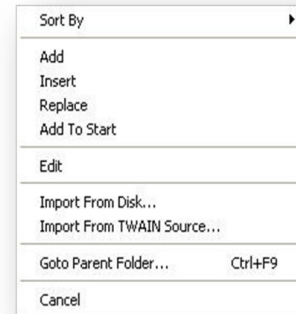 Sort By
Add
Insert
Replace
Add To Start
Edit
Import From Disk...
Import From TWAIN Source...
Goto Parent Folder... Ctrl+F9
Cancel